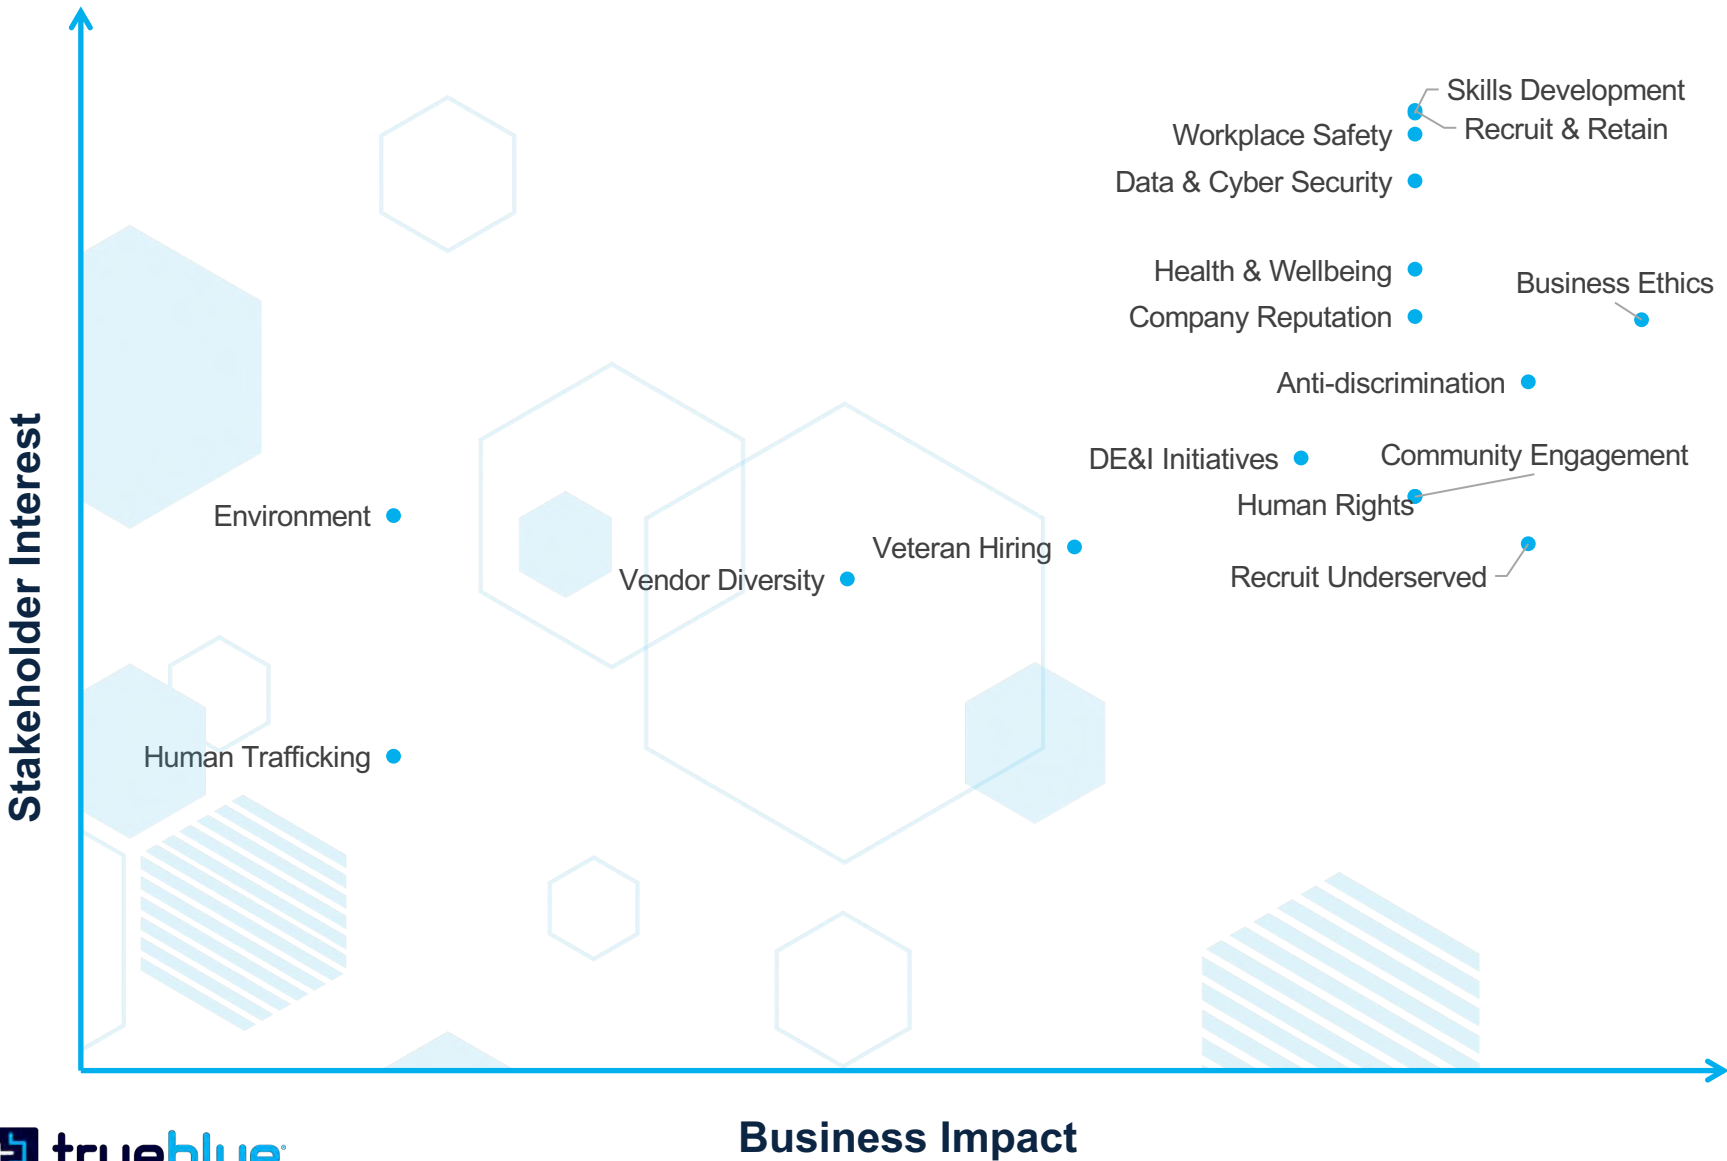 Skills Development
Recruit & Retain
Workplace Safety
Data & Cyber Security
Health & Wellbeing
Business Ethics
Company Reputation
Anti-discrimination
DE&I Initiatives
Community Engagement
Human Rights
Environment
Veteran Hiring
Recruit Underserved
Vendor Diversity
Human Trafficking
Stakeholder Interest
Business Impact
trueblue